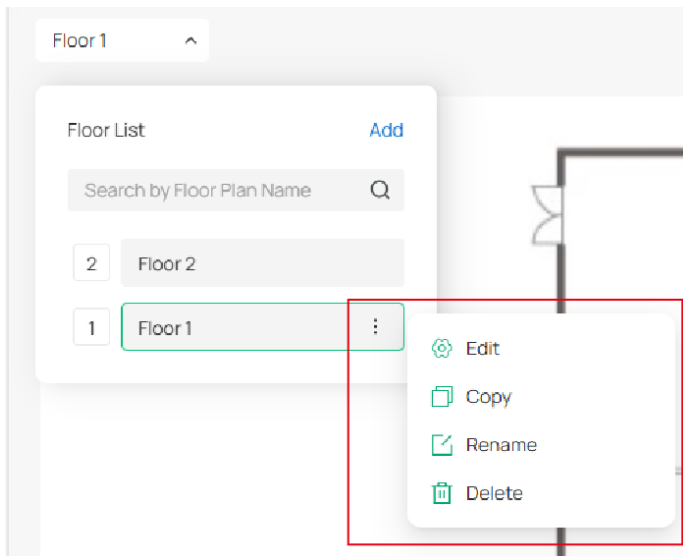 Floor 1
Floor List Add
Search by Floor Plan Name
2 Floor 2
1 Floor 1
Edit
Copy
Rename
Delete